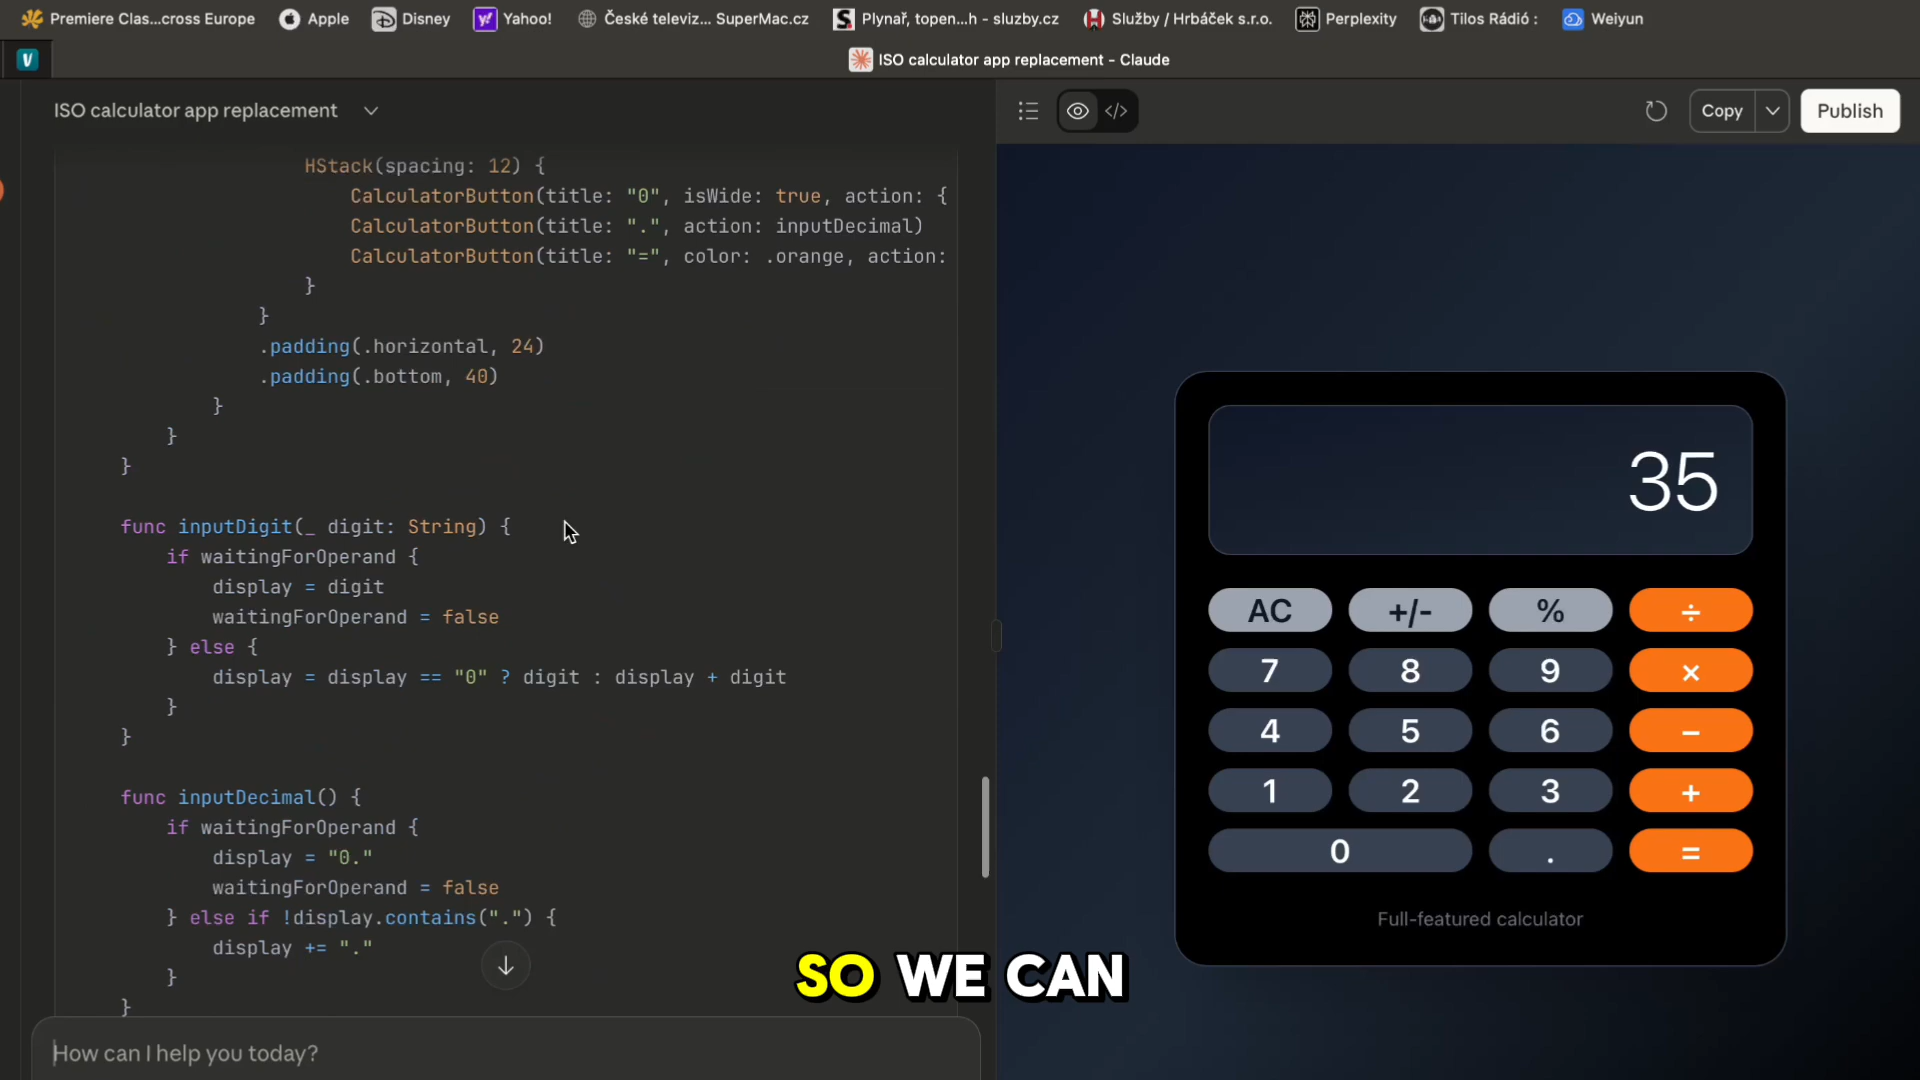 Premiere Clas...cross Europe
Apple
Disney
Yahoo!
České televiz... SuperMac.cz
Plynař, topen...h - sluzby.cz
Služby / Hrbáček s.r.o.
Perplexity
Tilos Rádió :
Weiyun
V
ISO calculator app replacement - Claude
ISO calculator app replacement
</>
Copy
Publish
HStack(spacing: 12) {
CalculatorButton(title: "0", isWide: true, action: {
CalculatorButton(title: ".", action: inputDecimal)
CalculatorButton(title: "=", color: .orange, action:
}
}
.padding(.horizontal, 24)
.padding(.bottom, 40)
}
}
}
func inputDigit(_ digit: String) {
if waitingForOperand {
display = digit
waitingForOperand = false
} else {
display = display == "0" ? digit : display + digit
}
}
func inputDecimal() {
if waitingForOperand {
display = "0."
waitingForOperand = false
} else if !display.contains(".") {
display += "."
}
}
How can I help you today?
35
AC +/- % ÷
7 8 9 ×
4 5 6 −
1 2 3 +
0 . =
Full-featured calculator
SO WE CAN